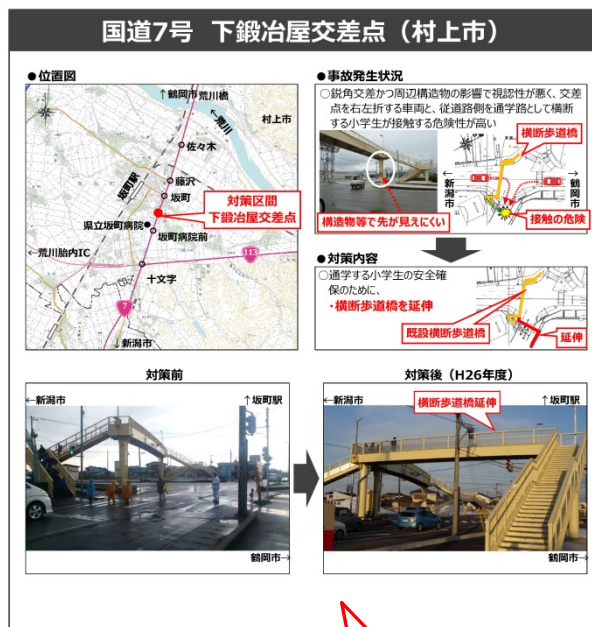 国道7号 下鍛冶屋交差点（村上市）
●位置図
↑鶴岡市
荒川橋
↖荒川
村上市
佐々木
坂町駅
藤沢
坂町
対策区間
下鍛冶屋交差点
県立坂町病院●
坂町病院前
←荒川胎内IC
113
十文字
7
↓新潟市
●事故発生状況
○鋭角交差かつ周辺構造物の影響で視認性が悪く、交差
点を右左折する車両と、従道路側を通学路として横断
する小学生が接触する危険性が高い
横断歩道橋
←新潟市
鶴岡市→
構造物等で先が見えにくい
接触の危険
●対策内容
○通学する小学生の安全確
保のために、
・横断歩道橋を延伸
既設横断歩道橋
延伸
対策前
←新潟市
↑坂町駅
鶴岡市→
対策後（H26年度）
←新潟市
横断歩道橋延伸
↑坂町駅
鶴岡市→